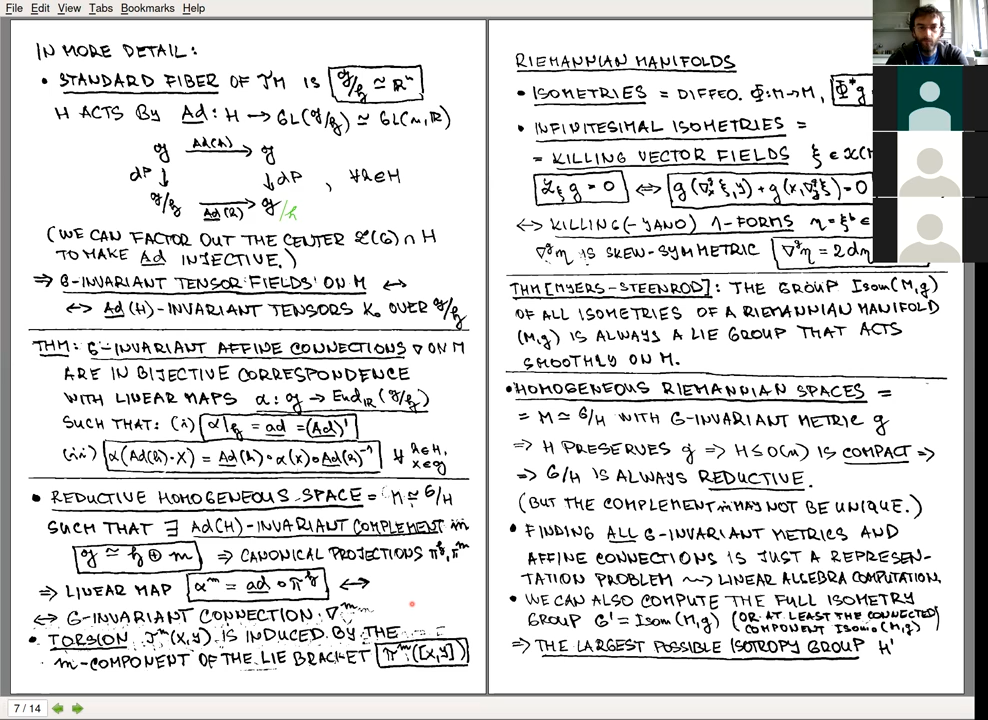 File Edit View Tabs Bookmarks Help
IN MORE DETAIL:
• STANDARD FIBER OF TM IS 𝔤/𝔥 ≃ ℝⁿ
H ACTS BY Ad: H → GL(𝔤/𝔥) ≃ GL(n,ℝ)
𝔤 Ad(h) → 𝔤
dP ↓ ↓ dP , ∀h∈H
𝔤/𝔥 Ad(h) → 𝔤/h
(WE CAN FACTOR OUT THE CENTER Z(G) ∩ H
TO MAKE Ad INJECTIVE.)
⇒ G-INVARIANT TENSOR FIELDS ON M ↔
↔ Ad(H)-INVARIANT TENSORS K₀ OVER 𝔤/𝔥
THM: G-INVARIANT AFFINE CONNECTIONS ∇ ON M
ARE IN BIJECTIVE CORRESPONDENCE
WITH LINEAR MAPS α: 𝔤 → End_ℝ(𝔤/𝔥)
SUCH THAT: (i) α|𝔥 = ad = (Ad)'
(ii) α(Ad(h)·X) = Ad(h)∘α(X)∘Ad(h)⁻¹ ∀ h∈H, X∈𝔤
• REDUCTIVE HOMOGENEOUS SPACE = M ≃ G/H
SUCH THAT ∃ Ad(H)-INVARIANT COMPLEMENT m
𝔤 ≃ 𝔥 ⊕ m ⇒ CANONICAL PROJECTIONS π^𝔥, π^m
⇒ LINEAR MAP α^m = ad ∘ π^𝔥 ↔
↔ G-INVARIANT CONNECTION ∇^m
• TORSION T^m(X,Y) IS INDUCED BY THE
m-COMPONENT OF THE LIE BRACKET π^m([X,Y])
RIEMANNIAN MANIFOLDS
• ISOMETRIES = DIFFEO. Φ: M→M, Φ*g
• INFINITESIMAL ISOMETRIES =
= KILLING VECTOR FIELDS ξ ∈ X(M
ℒ_ξ g = 0 ⇔ g(∇^g_X ξ,Y) + g(X,∇^g_Y ξ) = 0
↔ KILLING(-YANO) 1-FORMS η = ξ^♭ ∈
∇^g η IS SKEW-SYMMETRIC ∇^g η = 2dη
THM [MYERS-STEENROD]: THE GROUP Isom(M,g)
OF ALL ISOMETRIES OF A RIEMANNIAN MANIFOLD
(M,g) IS ALWAYS A LIE GROUP THAT ACTS
SMOOTHLY ON M.
• HOMOGENEOUS RIEMANNIAN SPACES =
= M ≃ G/H WITH G-INVARIANT METRIC g
⇒ H PRESERVES g ⇒ H ≤ O(n) IS COMPACT ⇒
⇒ G/H IS ALWAYS REDUCTIVE.
(BUT THE COMPLEMENT m MAY NOT BE UNIQUE.)
• FINDING ALL G-INVARIANT METRICS AND
AFFINE CONNECTIONS IS JUST A REPRESEN-
TATION PROBLEM ⇝ LINEAR ALGEBRA COMPUTATION.
• WE CAN ALSO COMPUTE THE FULL ISOMETRY
GROUP G' = Isom(M,g) (OR AT LEAST THE CONNECTED COMPONENT Isom₀(M,g))
⇒ THE LARGEST POSSIBLE ISOTROPY GROUP H'
7 / 14